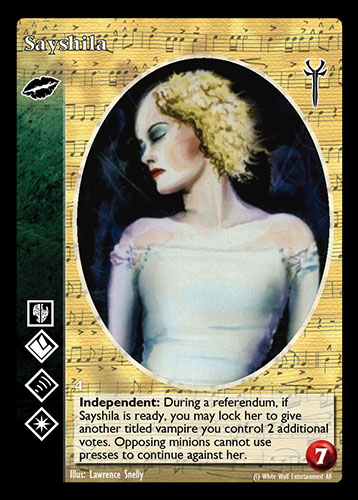 Sayshila
4
Independent: During a referendum, if
Sayshila is ready, you may lock her to give
another titled vampire you control 2 additional
votes. Opposing minions cannot use
presses to continue against her.
7
Illus: Lawrence Snelly
(C) White Wolf Entertainment AB